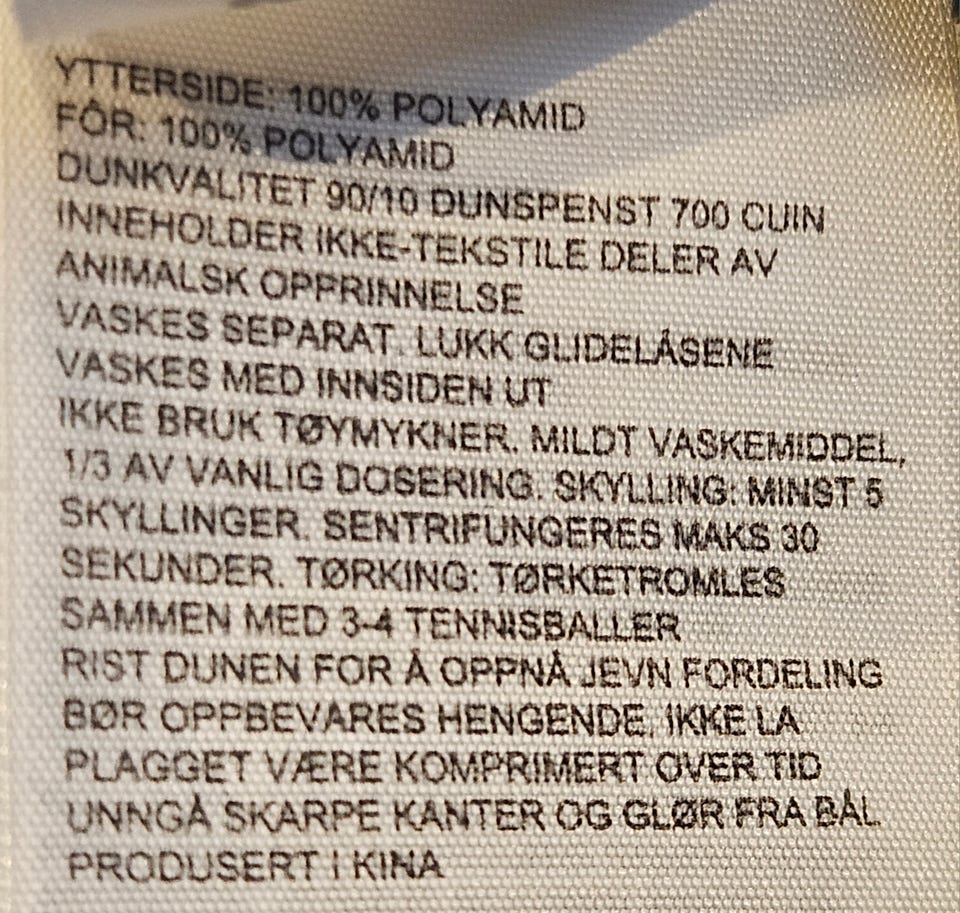 YTTERSIDE: 100% POLYAMID
FÔR: 100% POLYAMID
DUNKVALITET 90/10 DUNSPENST 700 CUIN
INNEHOLDER IKKE-TEKSTILE DELER AV
ANIMALSK OPPRINNELSE
VASKES SEPARAT. LUKK GLIDELÅSENE
VASKES MED INNSIDEN UT
IKKE BRUK TØYMYKNER. MILDT VASKEMIDDEL,
1/3 AV VANLIG DOSERING. SKYLLING: MINST 5
SKYLLINGER. SENTRIFUNGERES MAKS 30
SEKUNDER. TØRKING: TØRKETROMLES
SAMMEN MED 3-4 TENNISBALLER
RIST DUNEN FOR Å OPPNÅ JEVN FORDELING
BØR OPPBEVARES HENGENDE. IKKE LA
PLAGGET VÆRE KOMPRIMERT OVER TID
UNNGÅ SKARPE KANTER OG GLØR FRA BÅL
PRODUSERT I KINA